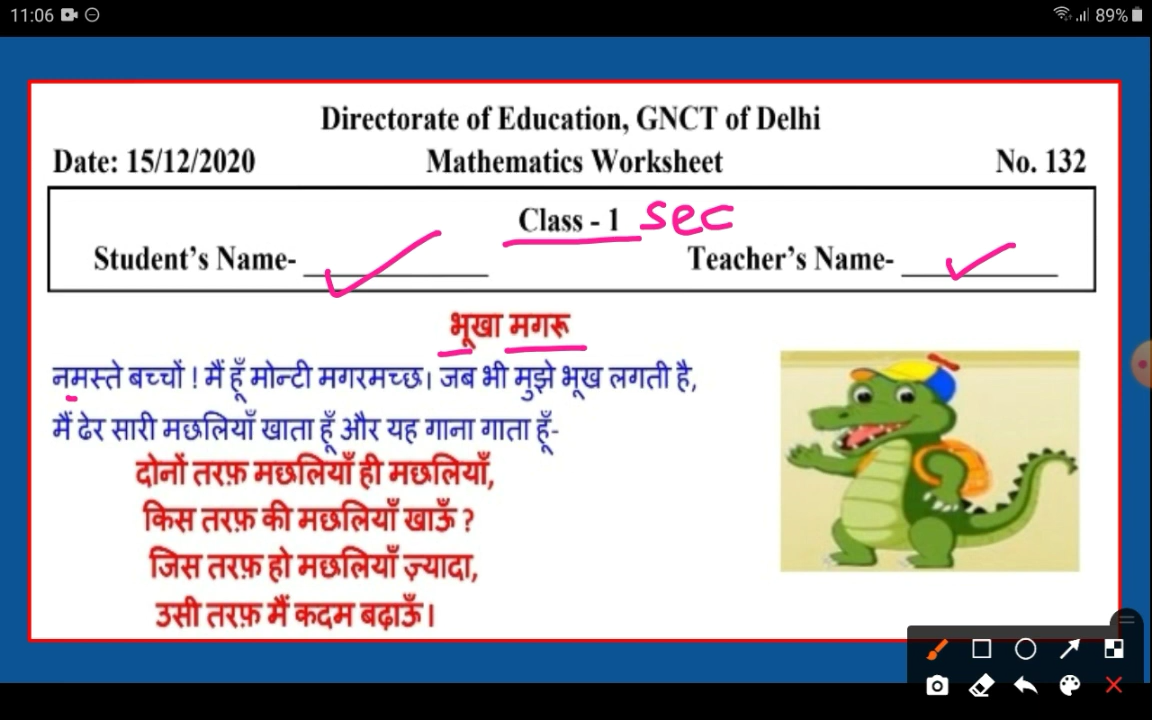 11:06 89%
Directorate of Education, GNCT of Delhi
Date: 15/12/2020 Mathematics Worksheet No. 132
Class - 1 sec
Student's Name- Teacher's Name-
भूखा मगरू
नमस्ते बच्चों ! मैं हूँ मोन्टी मगरमच्छ। जब भी मुझे भूख लगती है,
मैं ढेर सारी मछलियाँ खाता हूँ और यह गाना गाता हूँ-
दोनों तरफ़ मछलियाँ ही मछलियाँ,
किस तरफ़ की मछलियाँ खाऊँ ?
जिस तरफ़ हो मछलियाँ ज़्यादा,
उसी तरफ़ मैं कदम बढ़ाऊँ।